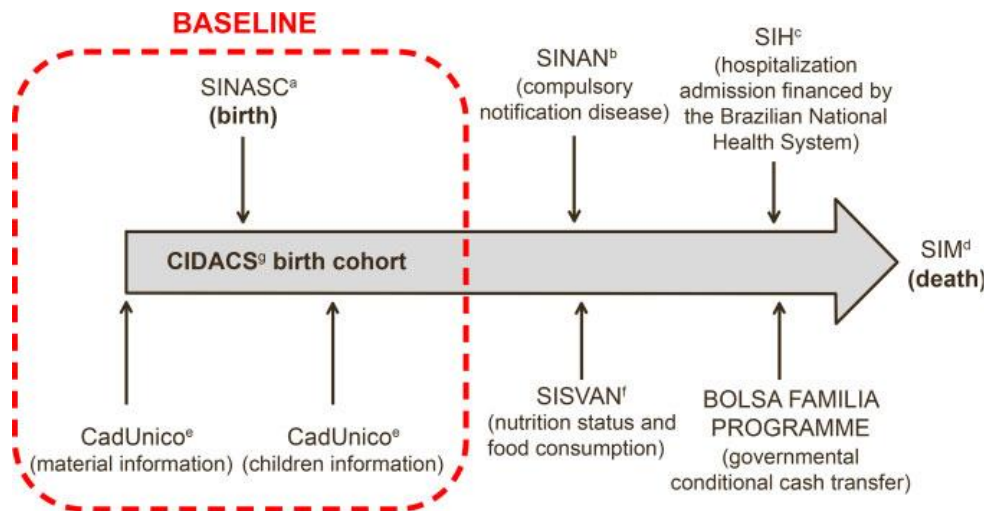 BASELINE
SINASCᵃ
(birth)
SINANᵇ
(compulsory
notification disease)
SIHᶜ
(hospitalization
admission financed by
the Brazilian National
Health System)
CIDACSᵍ birth cohort
SIMᵈ
(death)
CadUnicoᵉ
(material information)
CadUnicoᵉ
(children information)
SISVANᶠ
(nutrition status and
food consumption)
BOLSA FAMILIA
PROGRAMME
(governmental
conditional cash transfer)